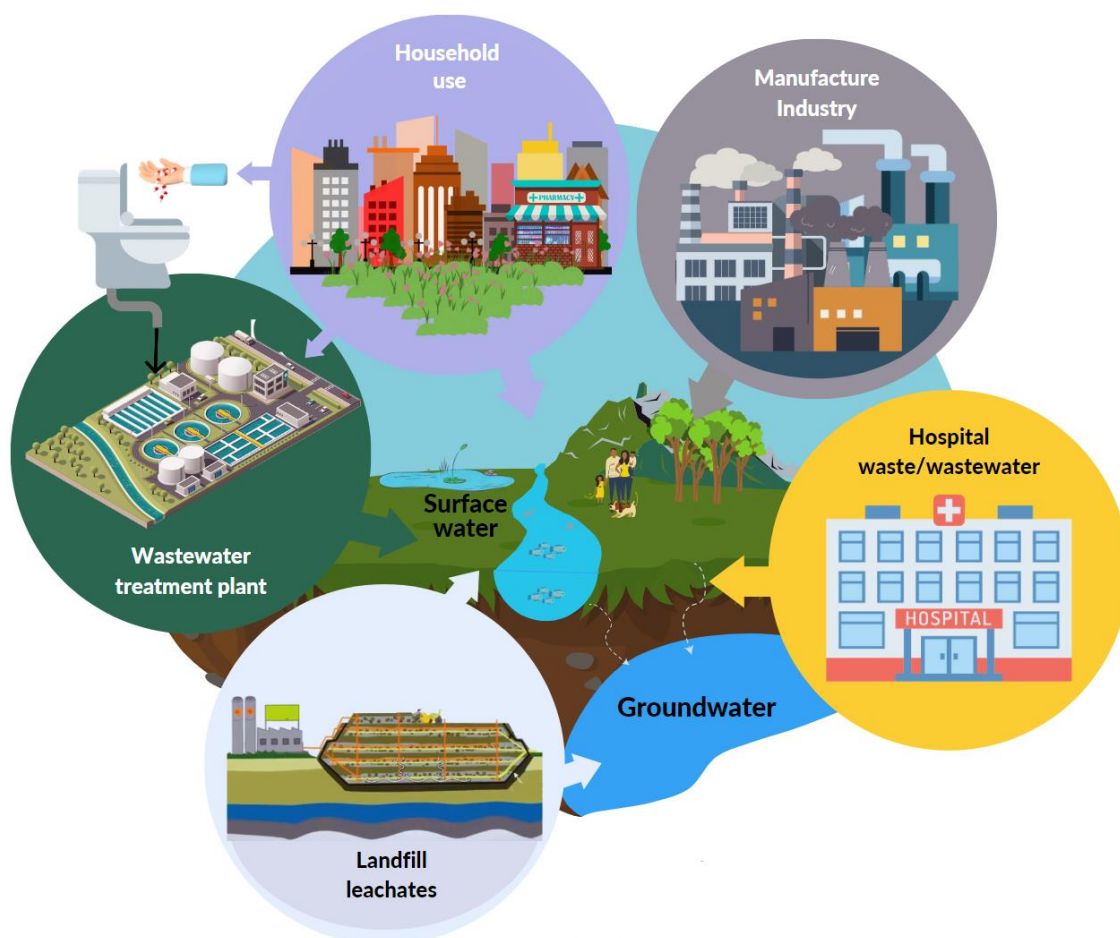 Household
use
Manufacture
Industry
PHARMACY
Hospital
waste/wastewater
Surface
water
HOSPITAL
Wastewater
treatment plant
Groundwater
Landfill
leachates